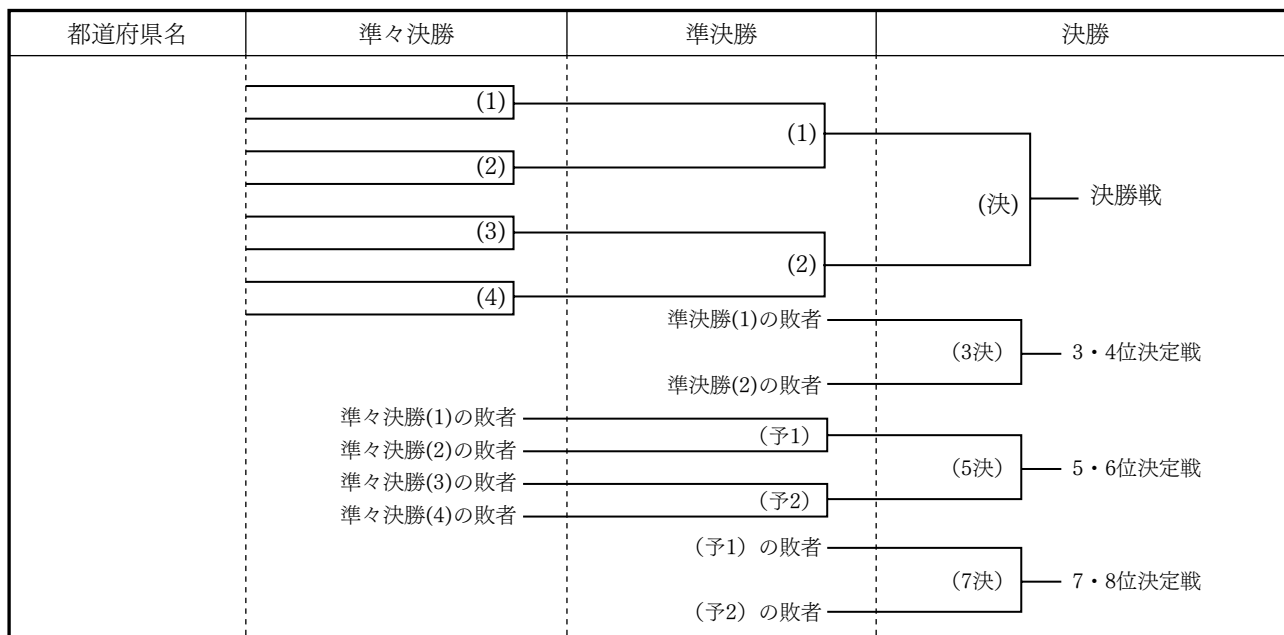 都道府県名 準々決勝 準決勝 決勝
(1)
(1)
(2)
(決) 決勝戦
(3)
(2)
(4)
準決勝(1)の敗者
(3決) 3・4位決定戦
準決勝(2)の敗者
準々決勝(1)の敗者
(予1)
準々決勝(2)の敗者
(5決) 5・6位決定戦
準々決勝(3)の敗者
(予2)
準々決勝(4)の敗者
(予1)の敗者
(7決) 7・8位決定戦
(予2)の敗者